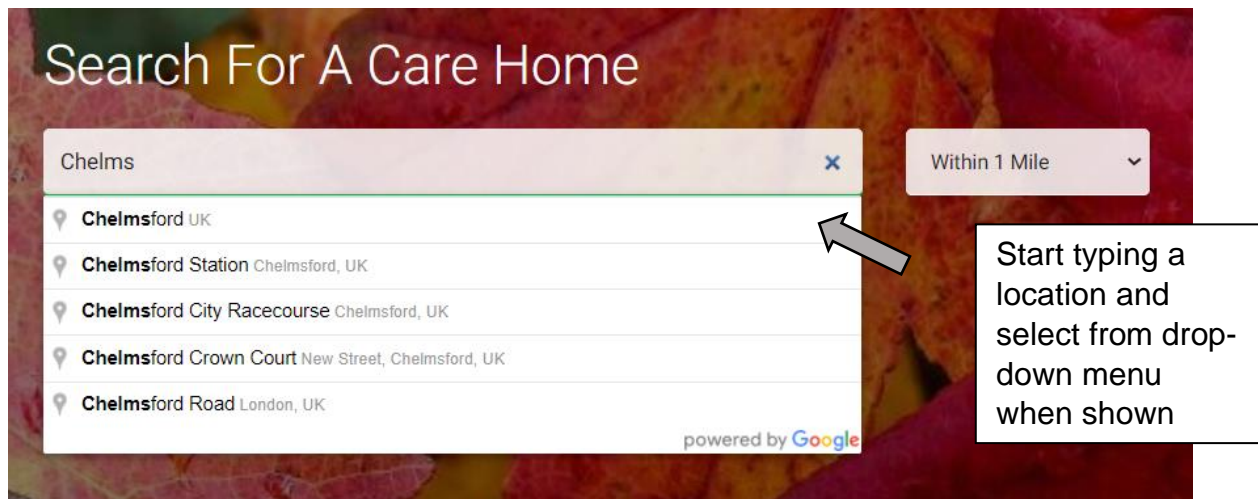 Search For A Care Home
Chelms
Within 1 Mile
Chelmsford UK
Chelmsford Station Chelmsford, UK
Chelmsford City Racecourse Chelmsford, UK
Chelmsford Crown Court New Street, Chelmsford, UK
Chelmsford Road London, UK
powered by Google
Start typing a
location and
select from drop-
down menu
when shown